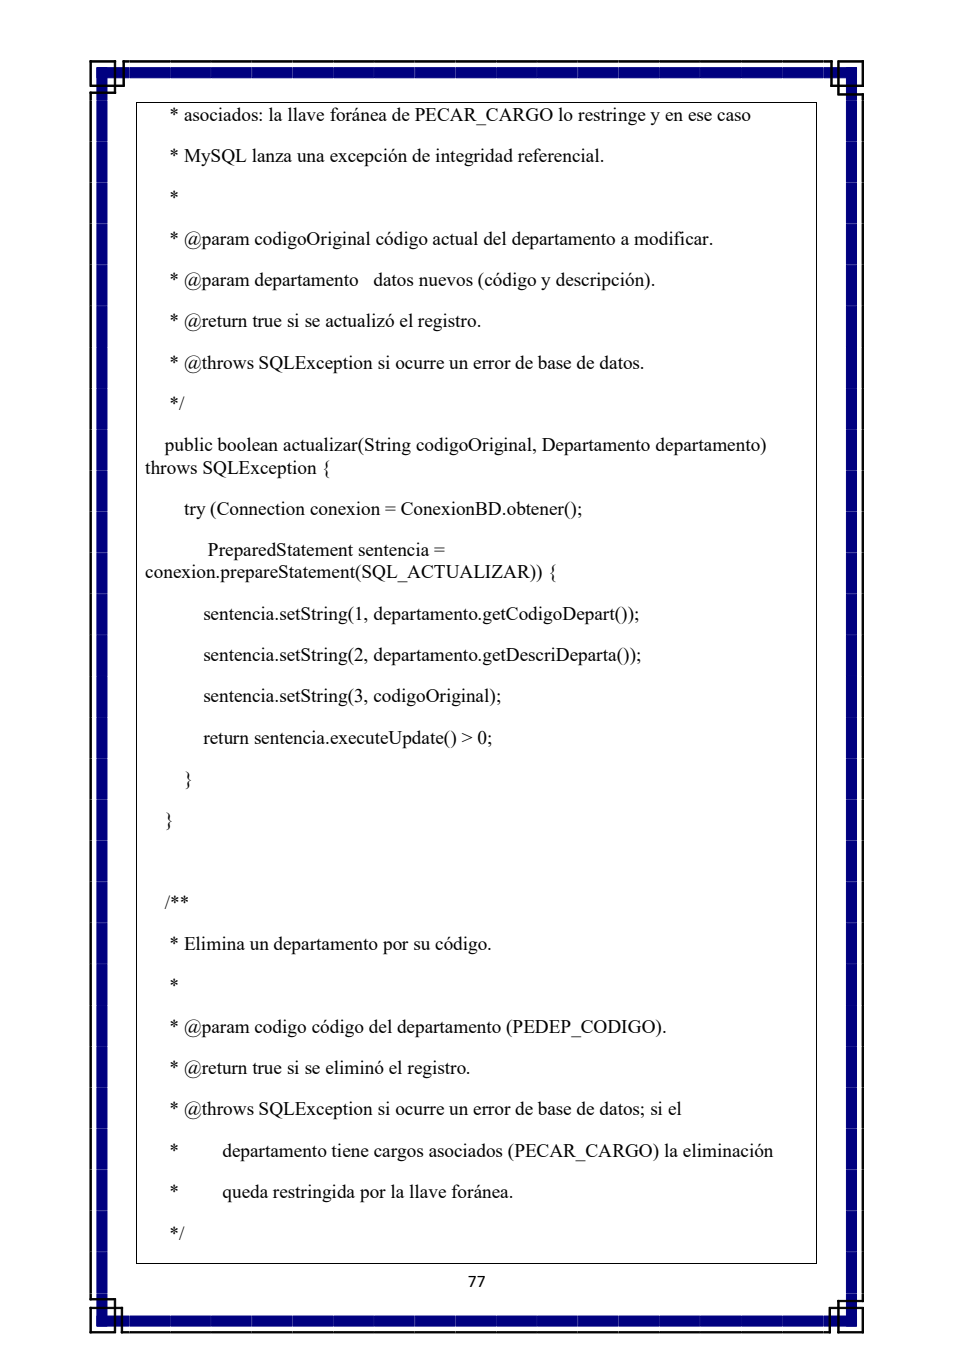 * asociados: la llave foránea de PECAR_CARGO lo restringe y en ese caso
* MySQL lanza una excepción de integridad referencial.
*
* @param codigoOriginal código actual del departamento a modificar.
* @param departamento   datos nuevos (código y descripción).
* @return true si se actualizó el registro.
* @throws SQLException si ocurre un error de base de datos.
*/
public boolean actualizar(String codigoOriginal, Departamento departamento)
throws SQLException {
try (Connection conexion = ConexionBD.obtener();
PreparedStatement sentencia =
conexion.prepareStatement(SQL_ACTUALIZAR)) {
sentencia.setString(1, departamento.getCodigoDepart());
sentencia.setString(2, departamento.getDescriDeparta());
sentencia.setString(3, codigoOriginal);
return sentencia.executeUpdate() > 0;
}
}
/**
* Elimina un departamento por su código.
*
* @param codigo código del departamento (PEDEP_CODIGO).
* @return true si se eliminó el registro.
* @throws SQLException si ocurre un error de base de datos; si el
*         departamento tiene cargos asociados (PECAR_CARGO) la eliminación
*         queda restringida por la llave foránea.
*/
77